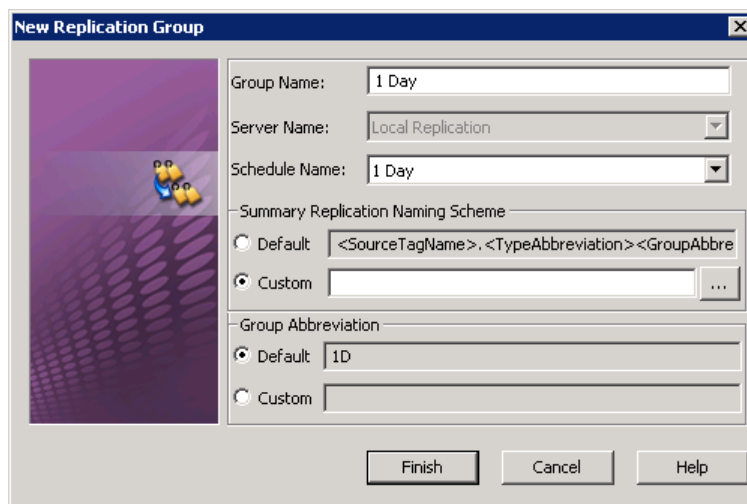 New Replication Group
Group Name: 1 Day
Server Name: Local Replication
Schedule Name: 1 Day
Summary Replication Naming Scheme
Default <SourceTagName>.<TypeAbbreviation><GroupAbbre
Custom ...
Group Abbreviation
Default 1D
Custom
Finish Cancel Help